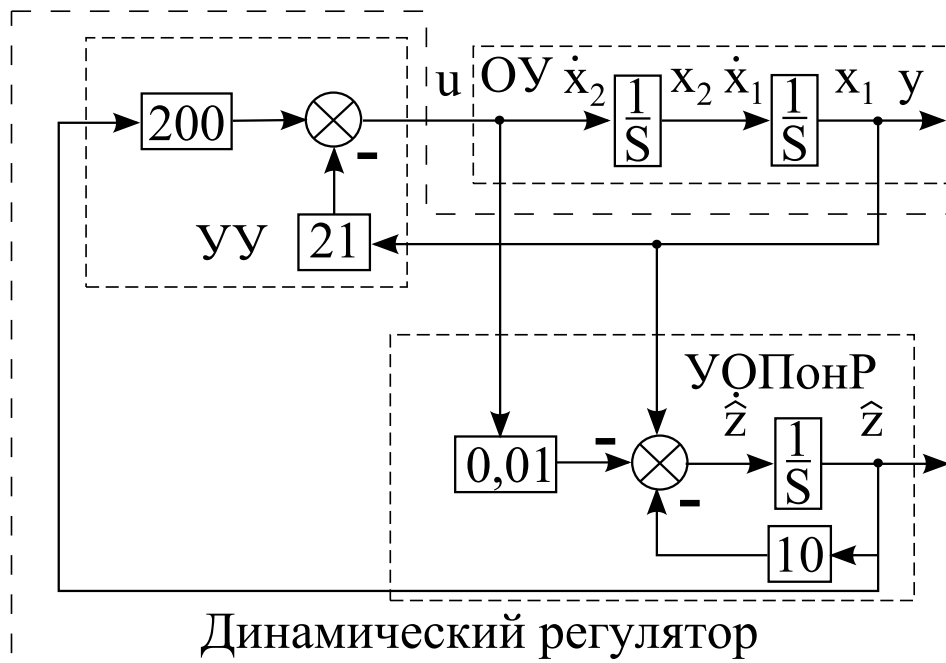 u ОУ ẋ₂ x₂ ẋ₁ x₁ y
200
1/S
1/S
-
УУ
21
УОПонР
ẑ̇ ẑ
0,01
-
1/S
-
10
Динамический регулятор